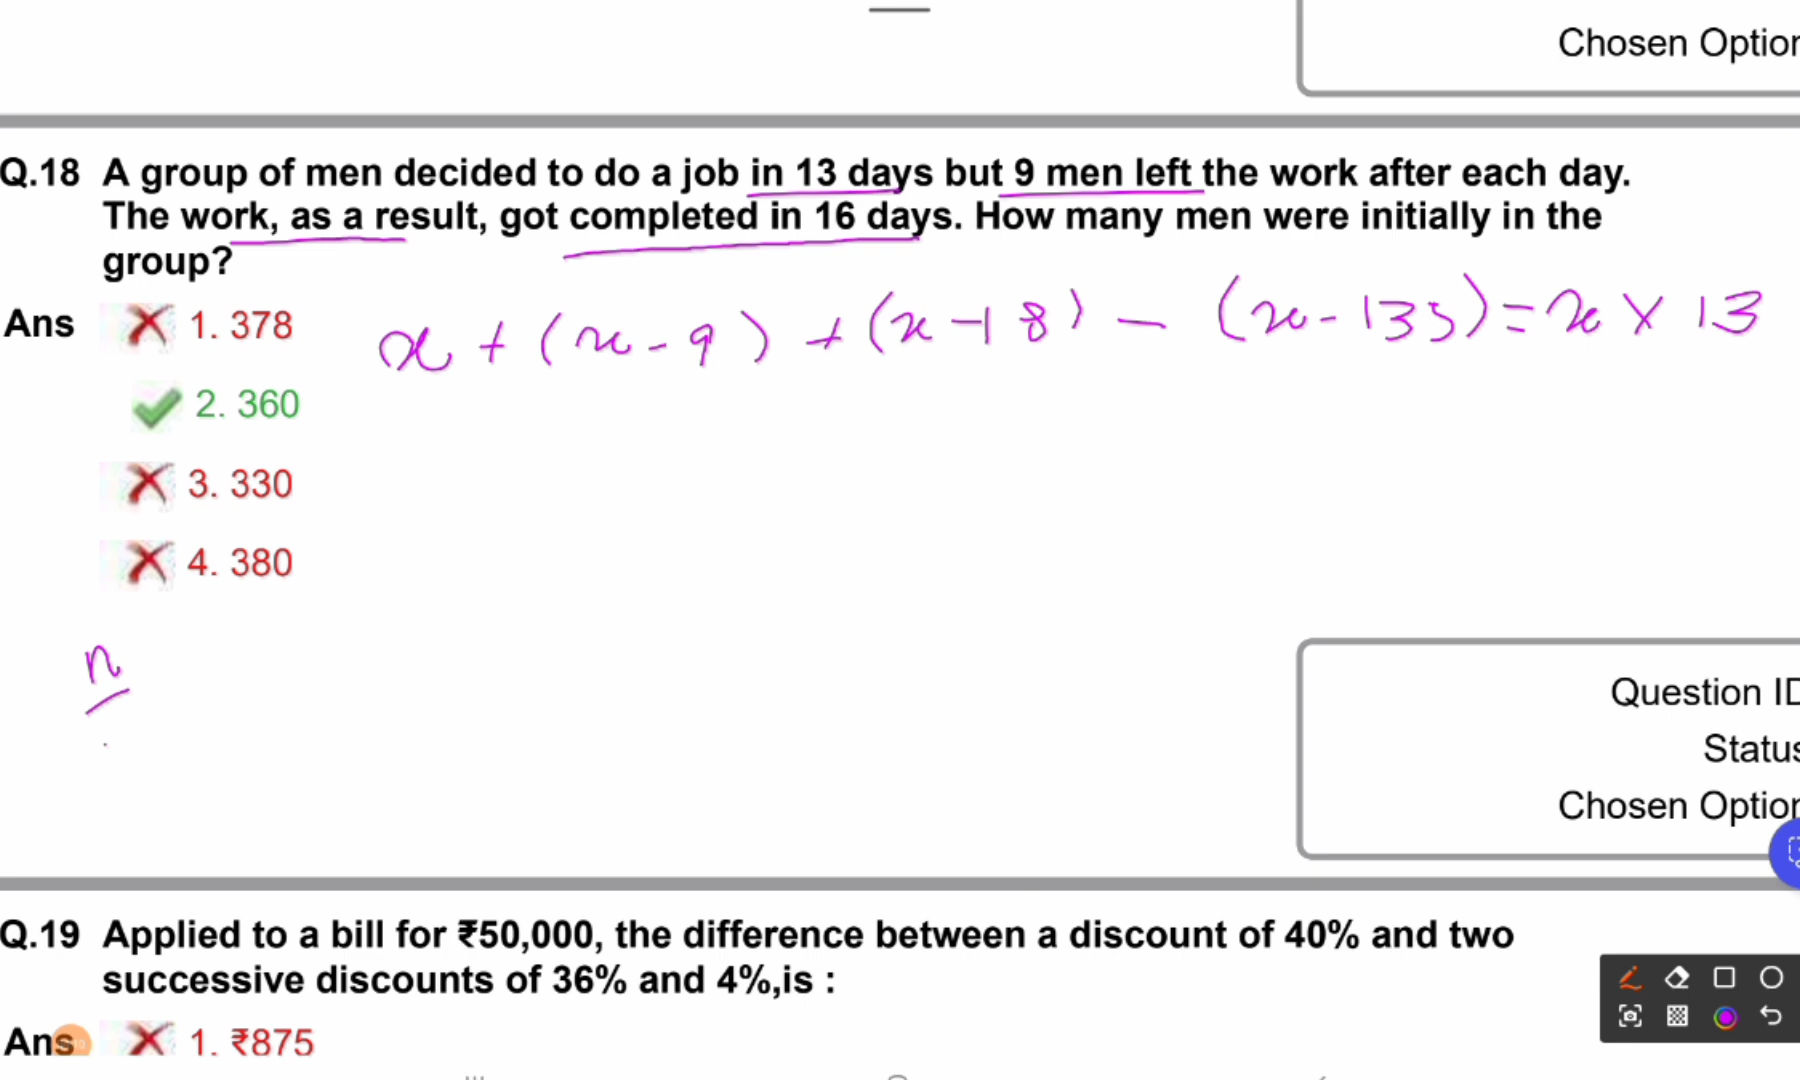 Chosen Option
Q.18 A group of men decided to do a job in 13 days but 9 men left the work after each day.
The work, as a result, got completed in 16 days. How many men were initially in the
group?
Ans 1. 378
x + (x - 9) + (x - 18) - (x - 135) = x × 13
2. 360
3. 330
4. 380
n
Question ID
Status
Chosen Option
Q.19 Applied to a bill for ₹50,000, the difference between a discount of 40% and two
successive discounts of 36% and 4%,is :
Ans 1. ₹875